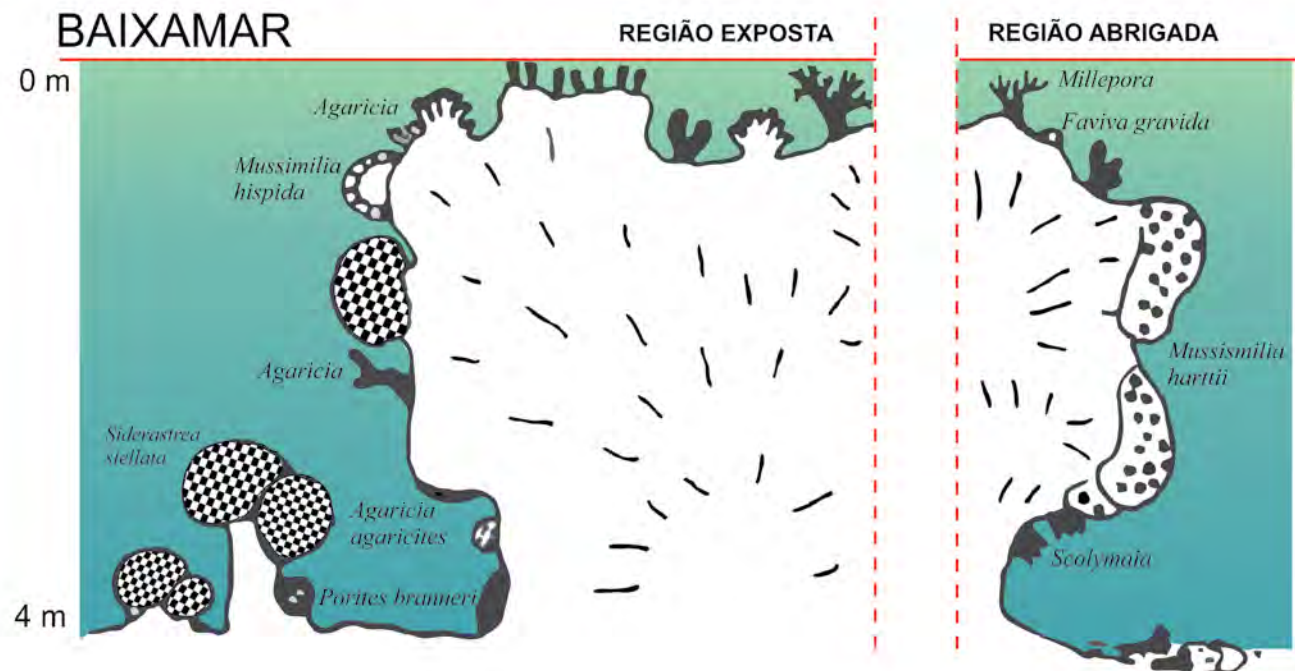 BAIXAMAR
REGIÃO EXPOSTA
REGIÃO ABRIGADA
0 m
Agaricia
Mussimilia
hispida
Agaricia
Siderastrea
siellata
Agaricia
agaricites
Porites branneri
4 m
Millepora
Faviva gravida
Mussismilia
harttii
Scolymaia